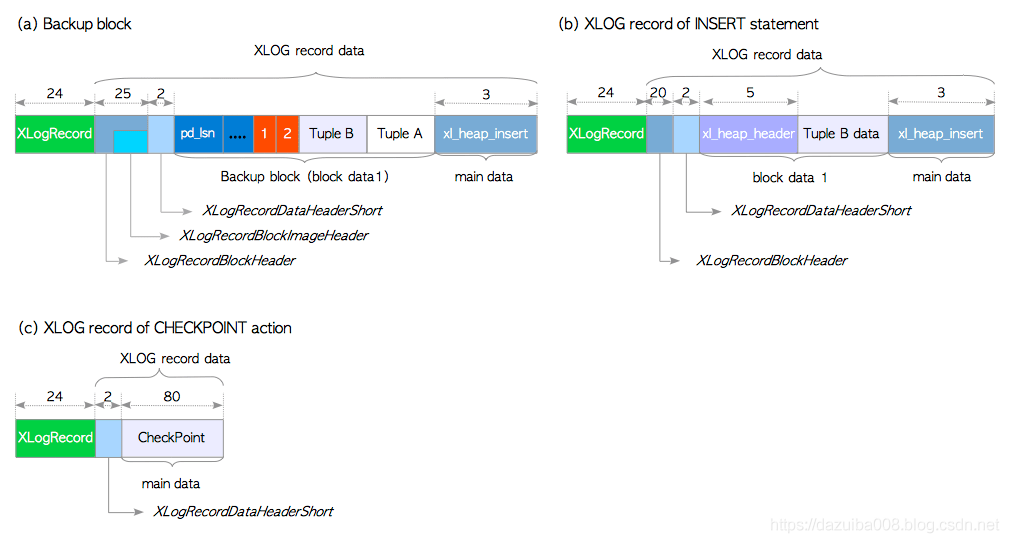 (a) Backup block
XLOG record data
24 25 2 3
XLogRecord pd_lsn .... 1 2 Tuple B Tuple A xl_heap_insert
Backup block (block data1) main data
XLogRecordDataHeaderShort
XLogRecordBlockImageHeader
XLogRecordBlockHeader
(b) XLOG record of INSERT statement
XLOG record data
24 20 2 5 3
XLogRecord xl_heap_header Tuple B data xl_heap_insert
block data 1 main data
XLogRecordDataHeaderShort
XLogRecordBlockHeader
(c) XLOG record of CHECKPOINT action
XLOG record data
24 2 80
XLogRecord CheckPoint
main data
XLogRecordDataHeaderShort
https://dazuiba008.blog.csdn.net